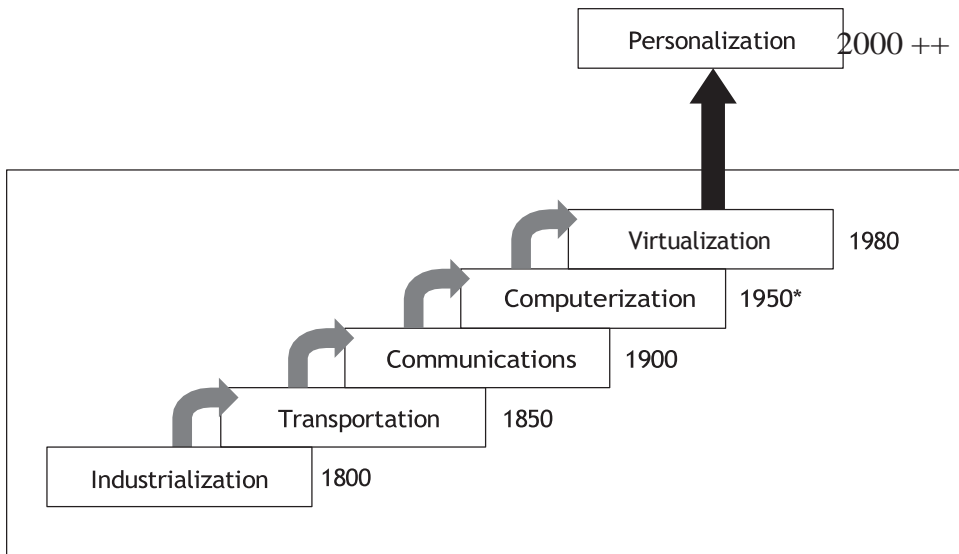 Personalization 2000 ++
Virtualization 1980
Computerization 1950*
Communications 1900
Transportation 1850
Industrialization 1800